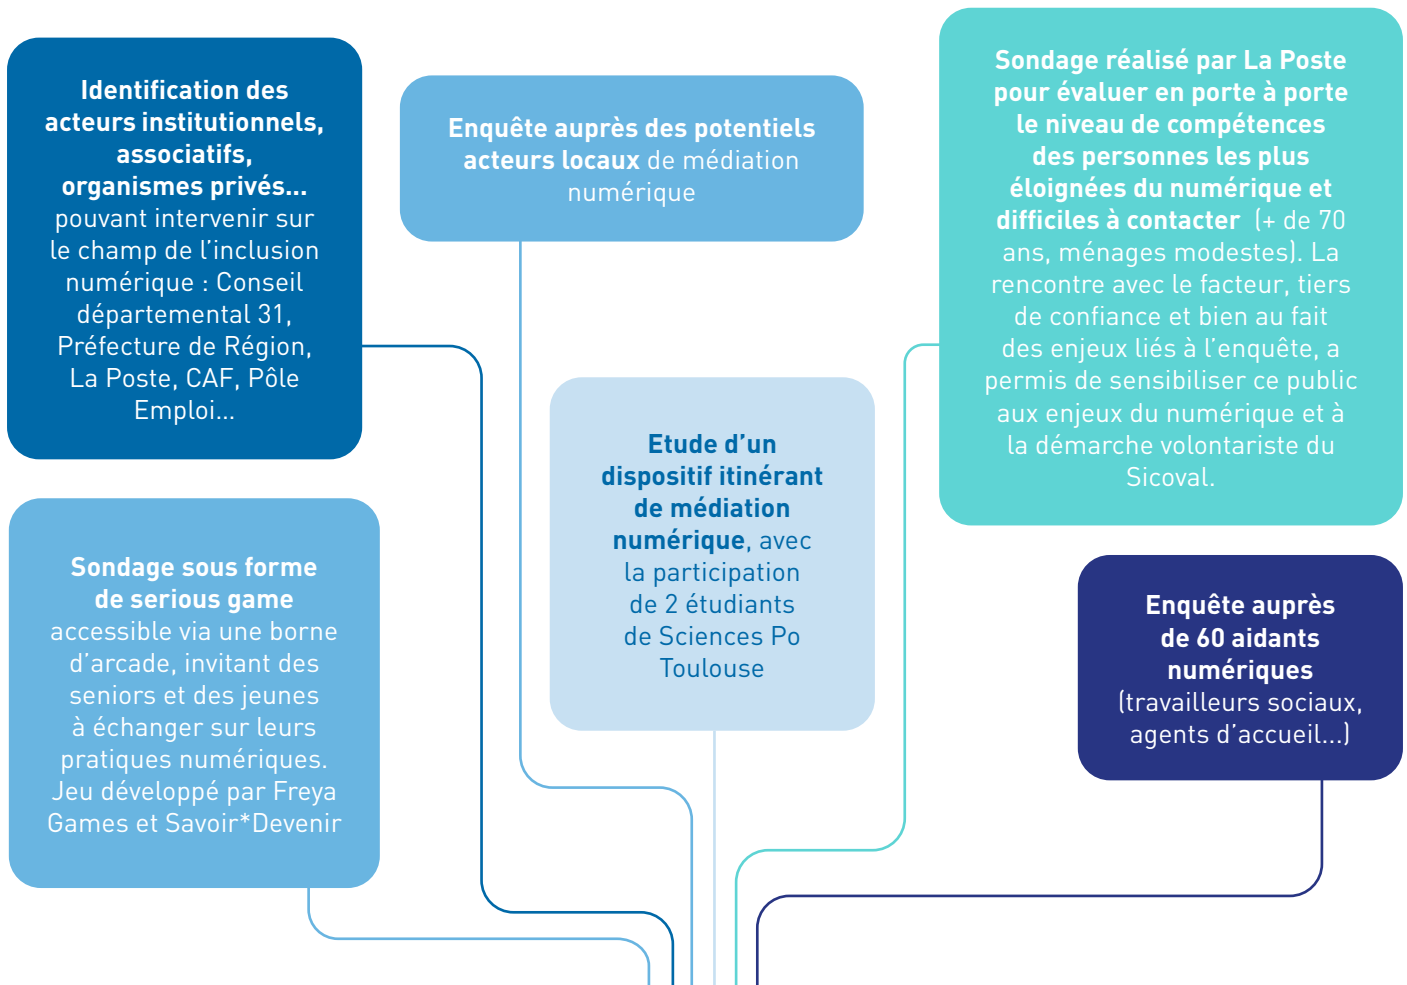 Identification des
acteurs institutionnels,
associatifs,
organismes privés...
pouvant intervenir sur
le champ de l’inclusion
numérique : Conseil
départemental 31,
Préfecture de Région,
La Poste, CAF, Pôle
Emploi...
Enquête auprès des potentiels
acteurs locaux de médiation
numérique
Sondage réalisé par La Poste
pour évaluer en porte à porte
le niveau de compétences
des personnes les plus
éloignées du numérique et
difficiles à contacter (+ de 70
ans, ménages modestes). La
rencontre avec le facteur, tiers
de confiance et bien au fait
des enjeux liés à l’enquête, a
permis de sensibiliser ce public
aux enjeux du numérique et à
la démarche volontariste du
Sicoval.
Etude d’un
dispositif itinérant
de médiation
numérique, avec
la participation
de 2 étudiants
de Sciences Po
Toulouse
Sondage sous forme
de serious game
accessible via une borne
d’arcade, invitant des
seniors et des jeunes
à échanger sur leurs
pratiques numériques.
Jeu développé par Freya
Games et Savoir*Devenir
Enquête auprès
de 60 aidants
numériques
(travailleurs sociaux,
agents d’accueil...)